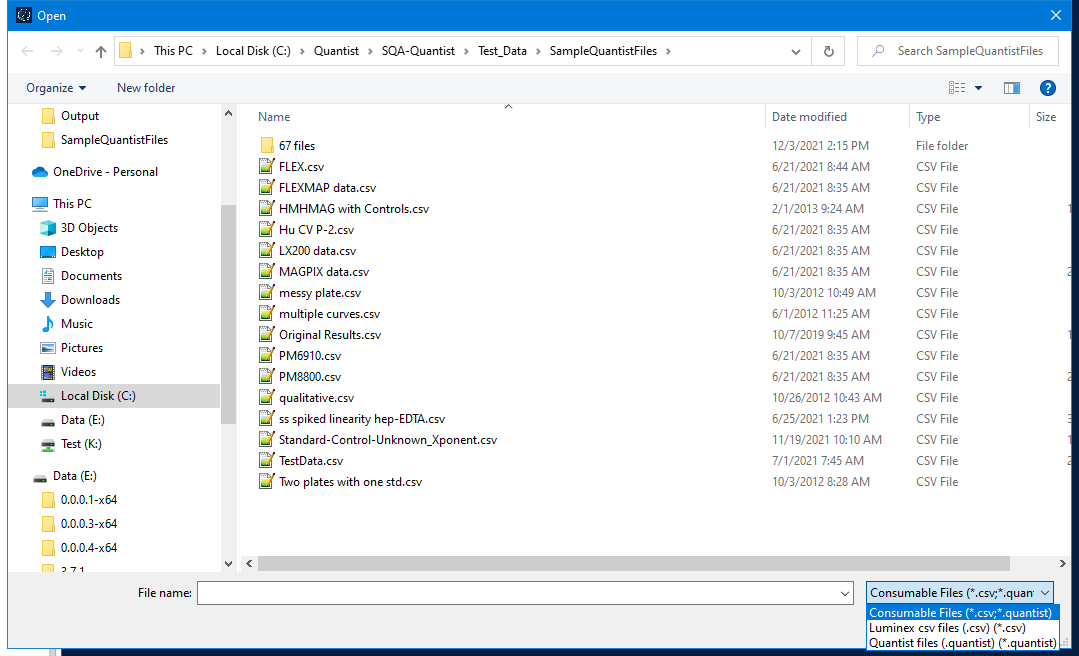 Open
This PC > Local Disk (C:) > Quantist > SQA-Quantist > Test_Data > SampleQuantistFiles >
Search SampleQuantistFiles
Organize
New folder
Output
SampleQuantistFiles
OneDrive - Personal
This PC
3D Objects
Desktop
Documents
Downloads
Music
Pictures
Videos
Local Disk (C:)
Data (E:)
Test (K:)
Data (E:)
0.0.0.1-x64
0.0.0.3-x64
0.0.0.4-x64
3.7.1
Name Date modified Type Size
67 files 12/3/2021 2:15 PM File folder
FLEX.csv 6/21/2021 8:44 AM CSV File
FLEXMAP data.csv 6/21/2021 8:35 AM CSV File
HMHMAG with Controls.csv 2/1/2013 9:24 AM CSV File
Hu CV P-2.csv 6/21/2021 8:35 AM CSV File
LX200 data.csv 6/21/2021 8:35 AM CSV File
MAGPIX data.csv 6/21/2021 8:35 AM CSV File
messy plate.csv 10/3/2012 10:49 AM CSV File
multiple curves.csv 6/1/2012 11:25 AM CSV File
Original Results.csv 10/7/2019 9:45 AM CSV File
PM6910.csv 6/21/2021 8:35 AM CSV File
PM8800.csv 6/21/2021 8:35 AM CSV File
qualitative.csv 10/26/2012 10:43 AM CSV File
ss spiked linearity hep-EDTA.csv 6/25/2021 1:23 PM CSV File
Standard-Control-Unknown_Xponent.csv 11/19/2021 10:10 AM CSV File
TestData.csv 7/1/2021 7:45 AM CSV File
Two plates with one std.csv 10/3/2012 8:28 AM CSV File
File name:
Consumable Files (*.csv;*.quant
Consumable Files (*.csv;*.quantist)
Luminex csv files (.csv) (*.csv)
Quantist files (.quantist) (*.quantist)